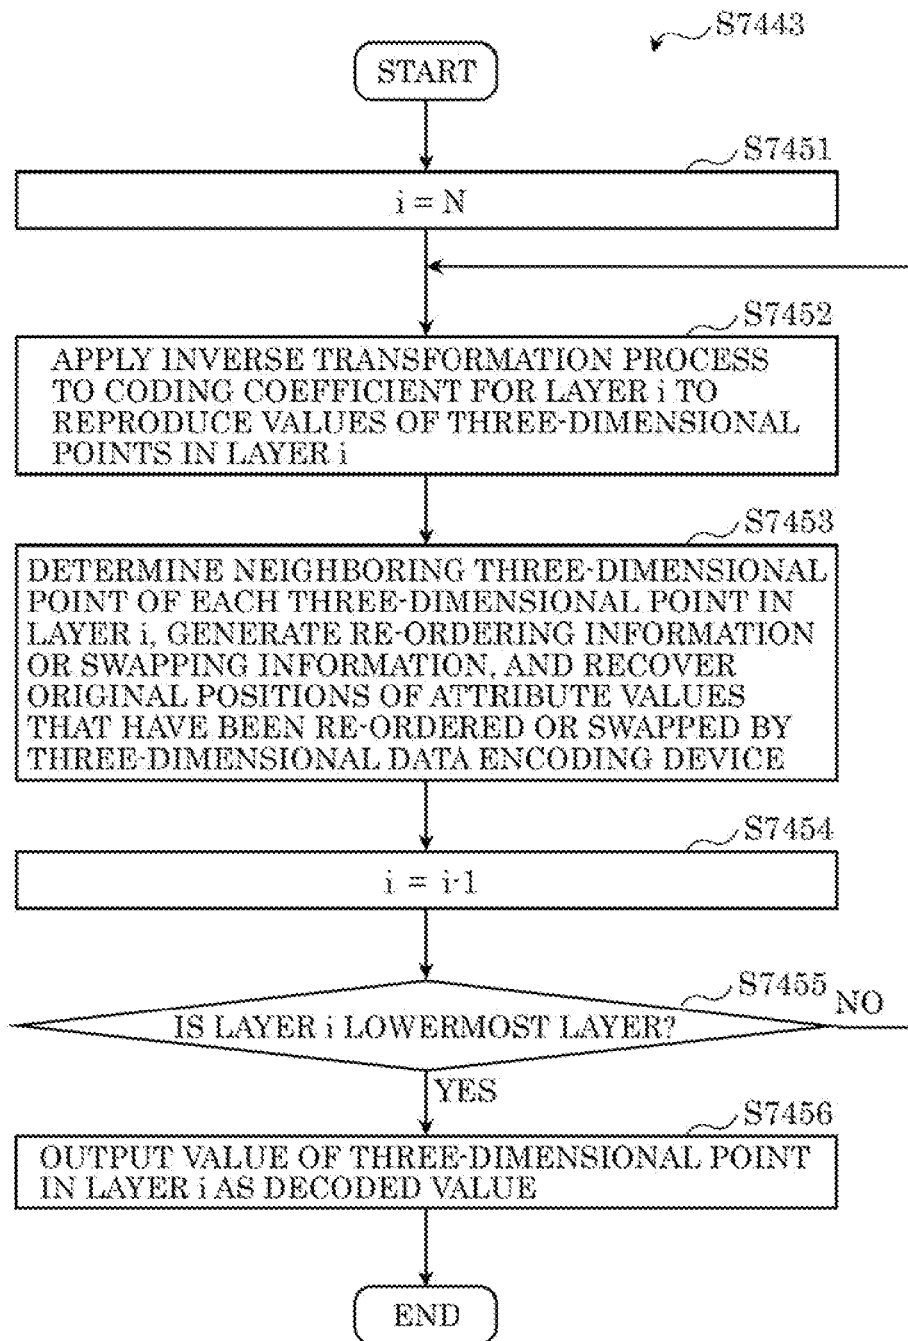 S7443
START
S7451
i = N
S7452
APPLY INVERSE TRANSFORMATION PROCESS
TO CODING COEFFICIENT FOR LAYER i TO
REPRODUCE VALUES OF THREE-DIMENSIONAL
POINTS IN LAYER i
S7453
DETERMINE NEIGHBORING THREE-DIMENSIONAL
POINT OF EACH THREE-DIMENSIONAL POINT IN
LAYER i, GENERATE RE-ORDERING INFORMATION
OR SWAPPING INFORMATION, AND RECOVER
ORIGINAL POSITIONS OF ATTRIBUTE VALUES
THAT HAVE BEEN RE-ORDERED OR SWAPPED BY
THREE-DIMENSIONAL DATA ENCODING DEVICE
S7454
i = i-1
S7455
NO
IS LAYER i LOWERMOST LAYER?
YES
S7456
OUTPUT VALUE OF THREE-DIMENSIONAL POINT
IN LAYER i AS DECODED VALUE
END